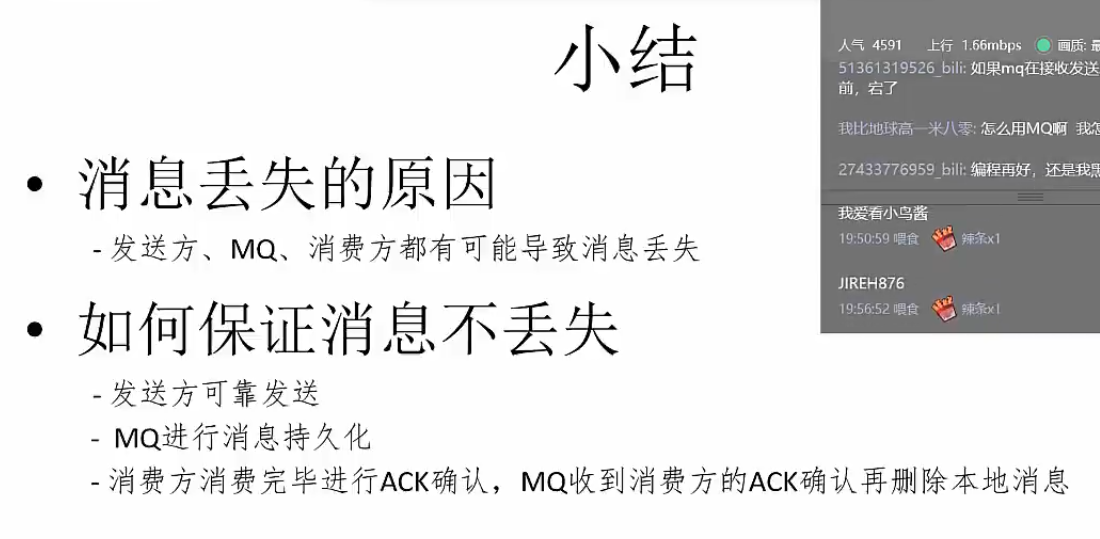 小结
• 消息丢失的原因
- 发送方、MQ、消费方都有可能导致消息丢失
• 如何保证消息不丢失
- 发送方可靠发送
- MQ进行消息持久化
- 消费方消费完毕进行ACK确认，MQ收到消费方的ACK确认再删除本地消息
人气 4591 上行 1.66mbps 画质:
51361319526_bili: 如果mq在接收发送
前，宕了
我比地球高一米八零: 怎么用MQ啊 我怎
27433776959_bili: 编程再好，还是我黑
我爱看小鸟酱
19:50:59 喂食 辣条x1
JIREH876
19:56:52 喂食 辣条x1